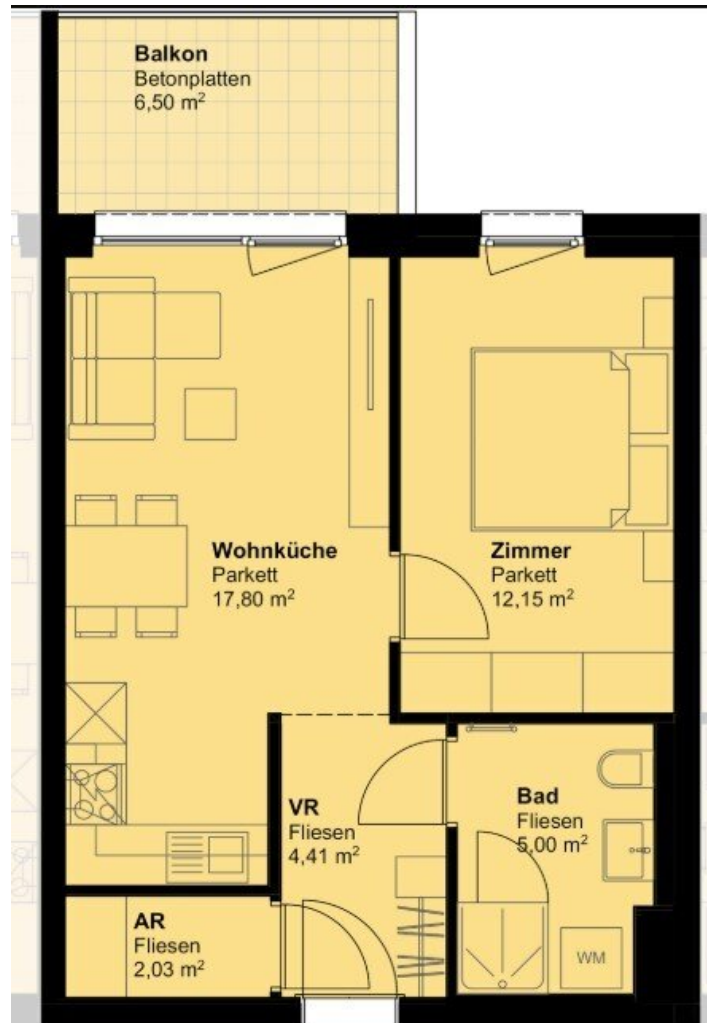 Balkon
Betonplatten
6,50 m²
Wohnküche
Parkett
17,80 m²
Zimmer
Parkett
12,15 m²
VR
Fliesen
4,41 m²
Bad
Fliesen
5,00 m²
AR
Fliesen
2,03 m²
WM